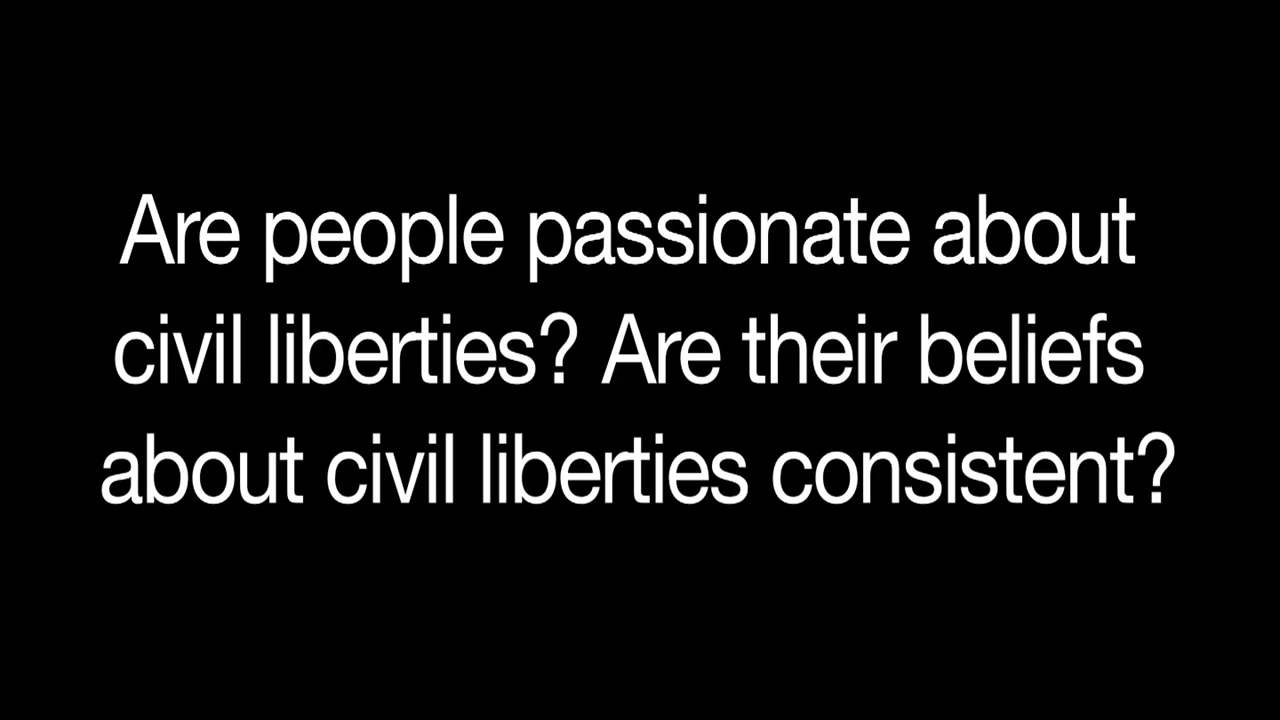 Are people passionate about
civil liberties? Are their beliefs
about civil liberties consistent?